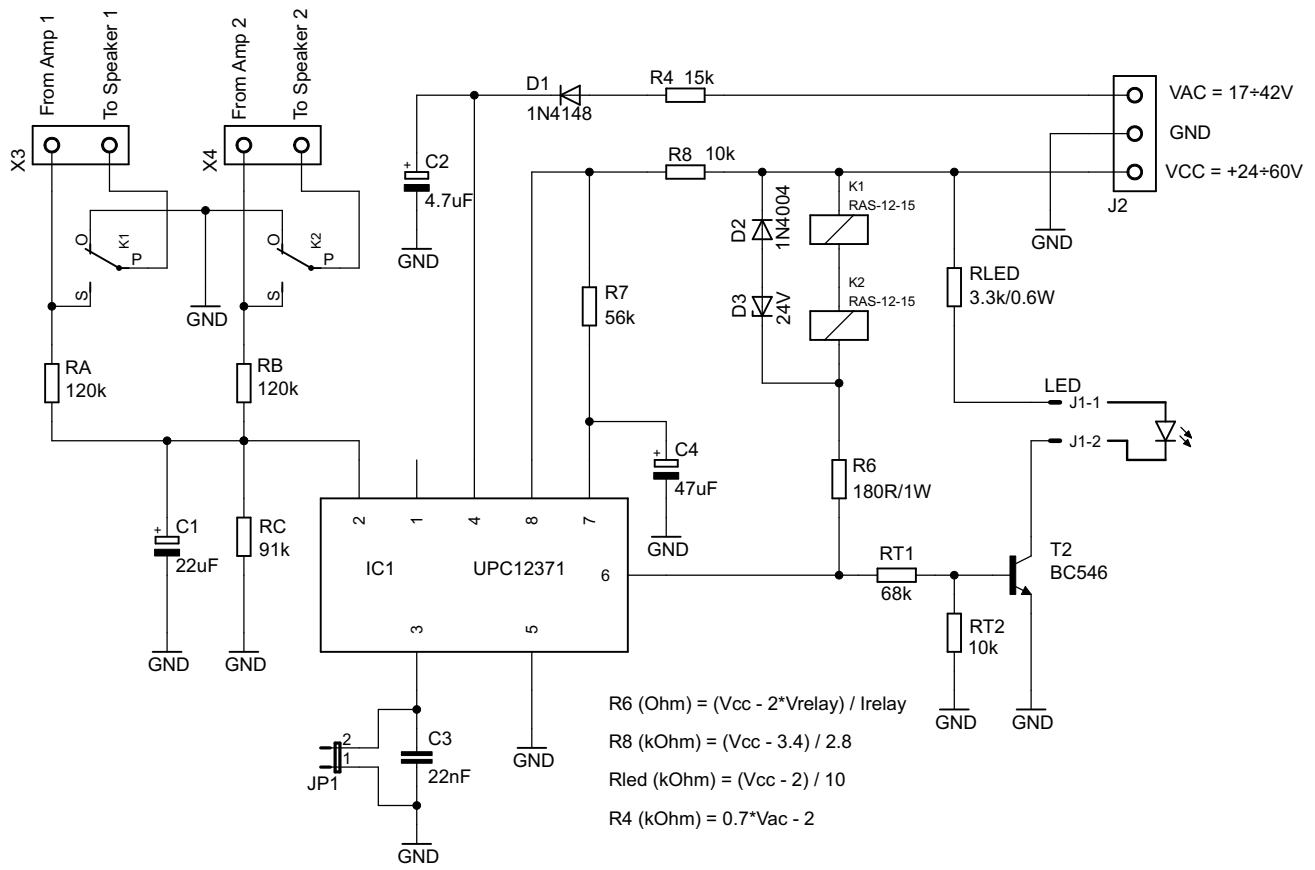 From Amp 1
To Speaker 1
From Amp 2
To Speaker 2
X3
X4
O
K1
P
S
O
K2
P
S
GND
RA
120k
RB
120k
+
C1
22uF
GND
RC
91k
GND
+
C2
4.7uF
GND
D1
1N4148
R4 15k
R8 10k
VAC = 17÷42V
GND
VCC = +24÷60V
J2
GND
R7
56k
D2
1N4004
D3
24V
K1
RAS-12-15
K2
RAS-12-15
RLED
3.3k/0.6W
LED
J1-1
J1-2
+
C4
47uF
GND
R6
180R/1W
2
1
4
8
7
IC1
UPC12371
6
3
5
RT1
68k
T2
BC546
RT2
10k
GND
GND
GND
2
1
JP1
C3
22nF
GND
R6 (Ohm) = (Vcc - 2*Vrelay) / Irelay
R8 (kOhm) = (Vcc - 3.4) / 2.8
Rled (kOhm) = (Vcc - 2) / 10
R4 (kOhm) = 0.7*Vac - 2